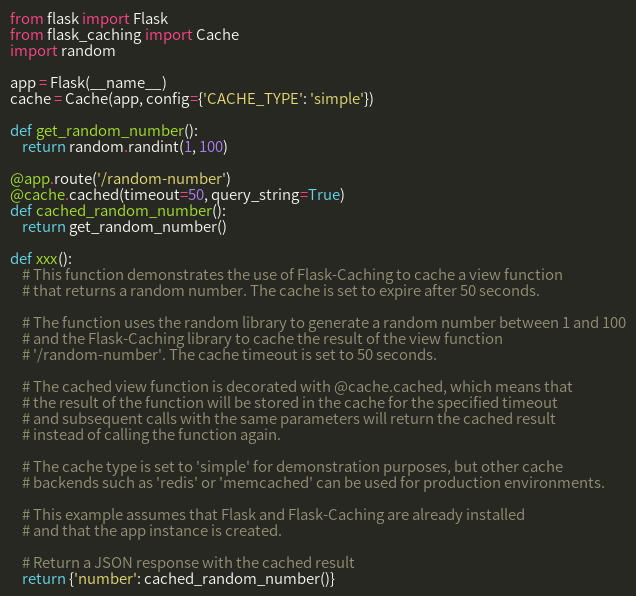 from flask import Flask
from flask_caching import Cache
import random
app = Flask(__name__)
cache = Cache(app, config={'CACHE_TYPE': 'simple'})
def get_random_number():
return random.randint(1, 100)
@app.route('/random-number')
@cache.cached(timeout=50, query_string=True)
def cached_random_number():
return get_random_number()
def xxx():
# This function demonstrates the use of Flask-Caching to cache a view function
# that returns a random number. The cache is set to expire after 50 seconds.
# The function uses the random library to generate a random number between 1 and 100
# and the Flask-Caching library to cache the result of the view function
# '/random-number'. The cache timeout is set to 50 seconds.
# The cached view function is decorated with @cache.cached, which means that
# the result of the function will be stored in the cache for the specified timeout
# and subsequent calls with the same parameters will return the cached result
# instead of calling the function again.
# The cache type is set to 'simple' for demonstration purposes, but other cache
# backends such as 'redis' or 'memcached' can be used for production environments.
# This example assumes that Flask and Flask-Caching are already installed
# and that the app instance is created.
# Return a JSON response with the cached result
return {'number': cached_random_number()}